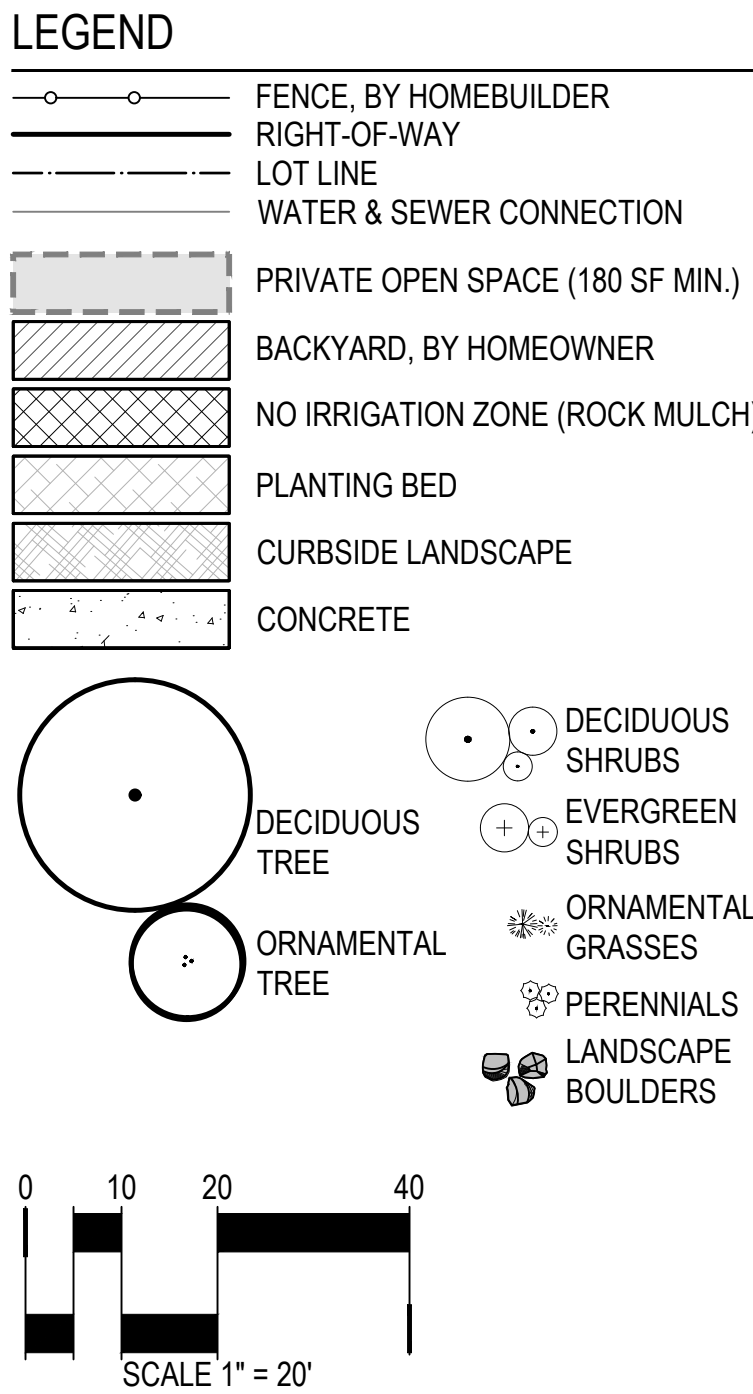 LEGEND
FENCE, BY HOMEBUILDER
RIGHT-OF-WAY
LOT LINE
WATER & SEWER CONNECTION
PRIVATE OPEN SPACE (180 SF MIN.)
BACKYARD, BY HOMEOWNER
NO IRRIGATION ZONE (ROCK MULCH)
PLANTING BED
CURBSIDE LANDSCAPE
CONCRETE
DECIDUOUS
TREE
ORNAMENTAL
TREE
DECIDUOUS
SHRUBS
EVERGREEN
SHRUBS
ORNAMENTAL
GRASSES
PERENNIALS
LANDSCAPE
BOULDERS
0 10 20 40
SCALE 1" = 20'